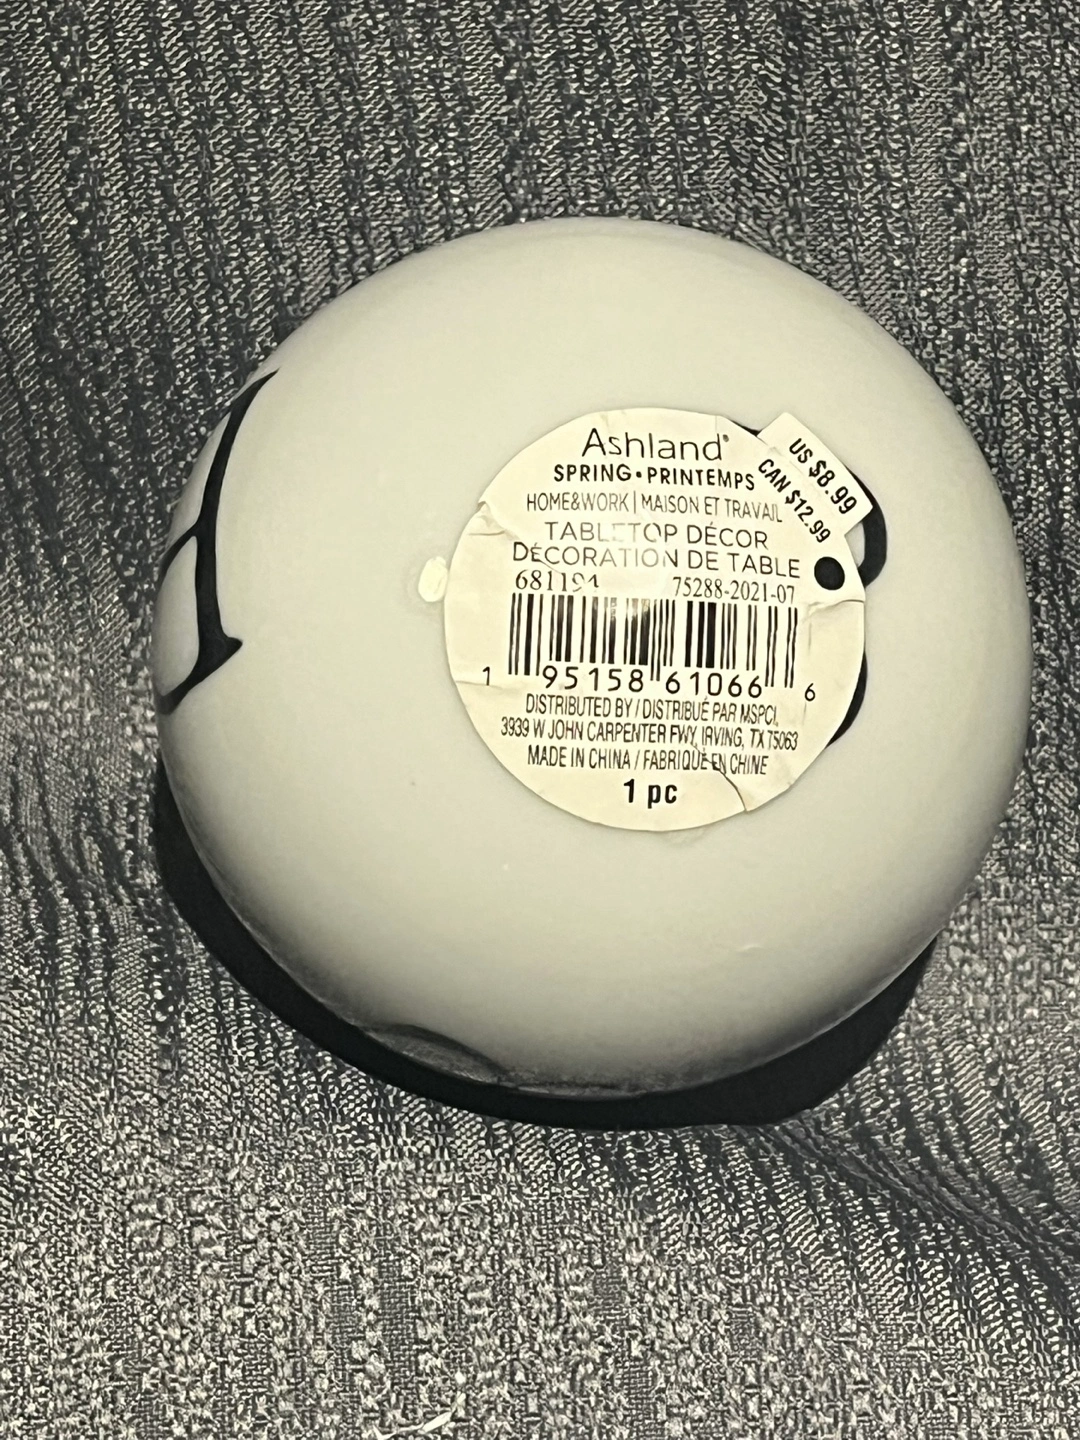 Ashland®
SPRING•PRINTEMPS
US $8.99
CAN $12.99
HOME&WORK | MAISON ET TRAVAIL
TABLETOP DÉCOR
DÉCORATION DE TABLE
681194 75288-2021-07
1 95158 61066 6
DISTRIBUTED BY / DISTRIBUÉ PAR MSPCI,
3939 W JOHN CARPENTER FWY, IRVING, TX 75063
MADE IN CHINA / FABRIQUÉ EN CHINE
1 pc